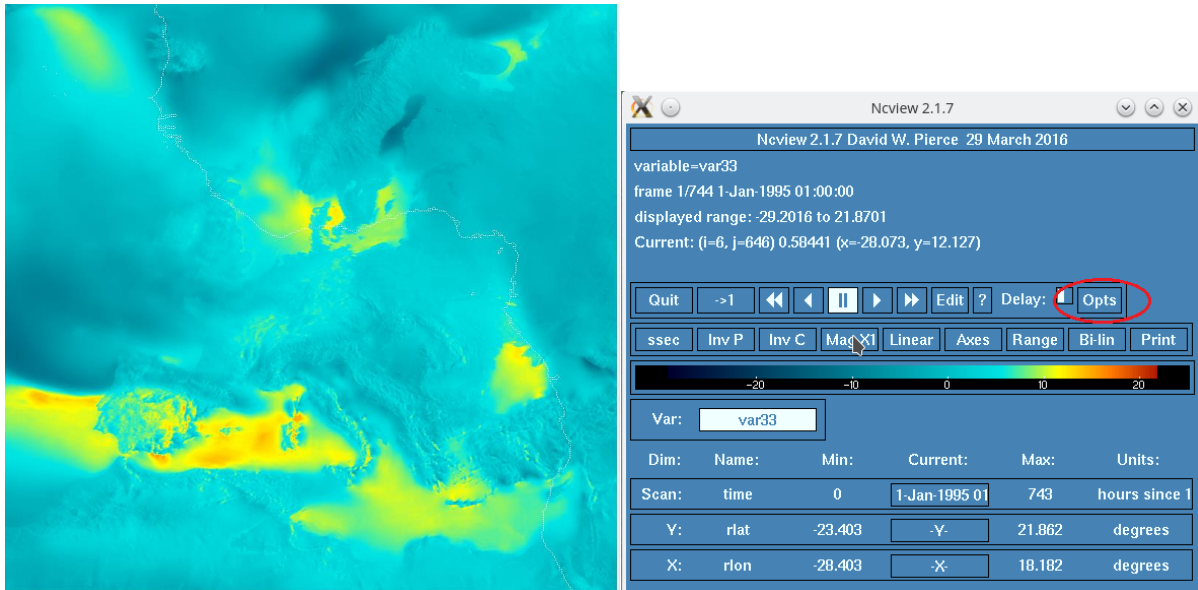 Ncview 2.1.7
Ncview 2.1.7 David W. Pierce 29 March 2016
variable=var33
frame 1/744 1-Jan-1995 01:00:00
displayed range: -29.2016 to 21.8701
Current: (i=6, j=646) 0.58441 (x=-28.073, y=12.127)
Quit ->1 Edit ? Delay: Opts
ssec Inv P Inv C Mag X1 Linear Axes Range Bi-lin Print
-20 -10 0 10 20
Var: var33
Dim: Name: Min: Current: Max: Units:
Scan: time 0 1-Jan-1995 01 743 hours since 1
Y: rlat -23.403 -Y- 21.862 degrees
X: rlon -28.403 -X- 18.182 degrees